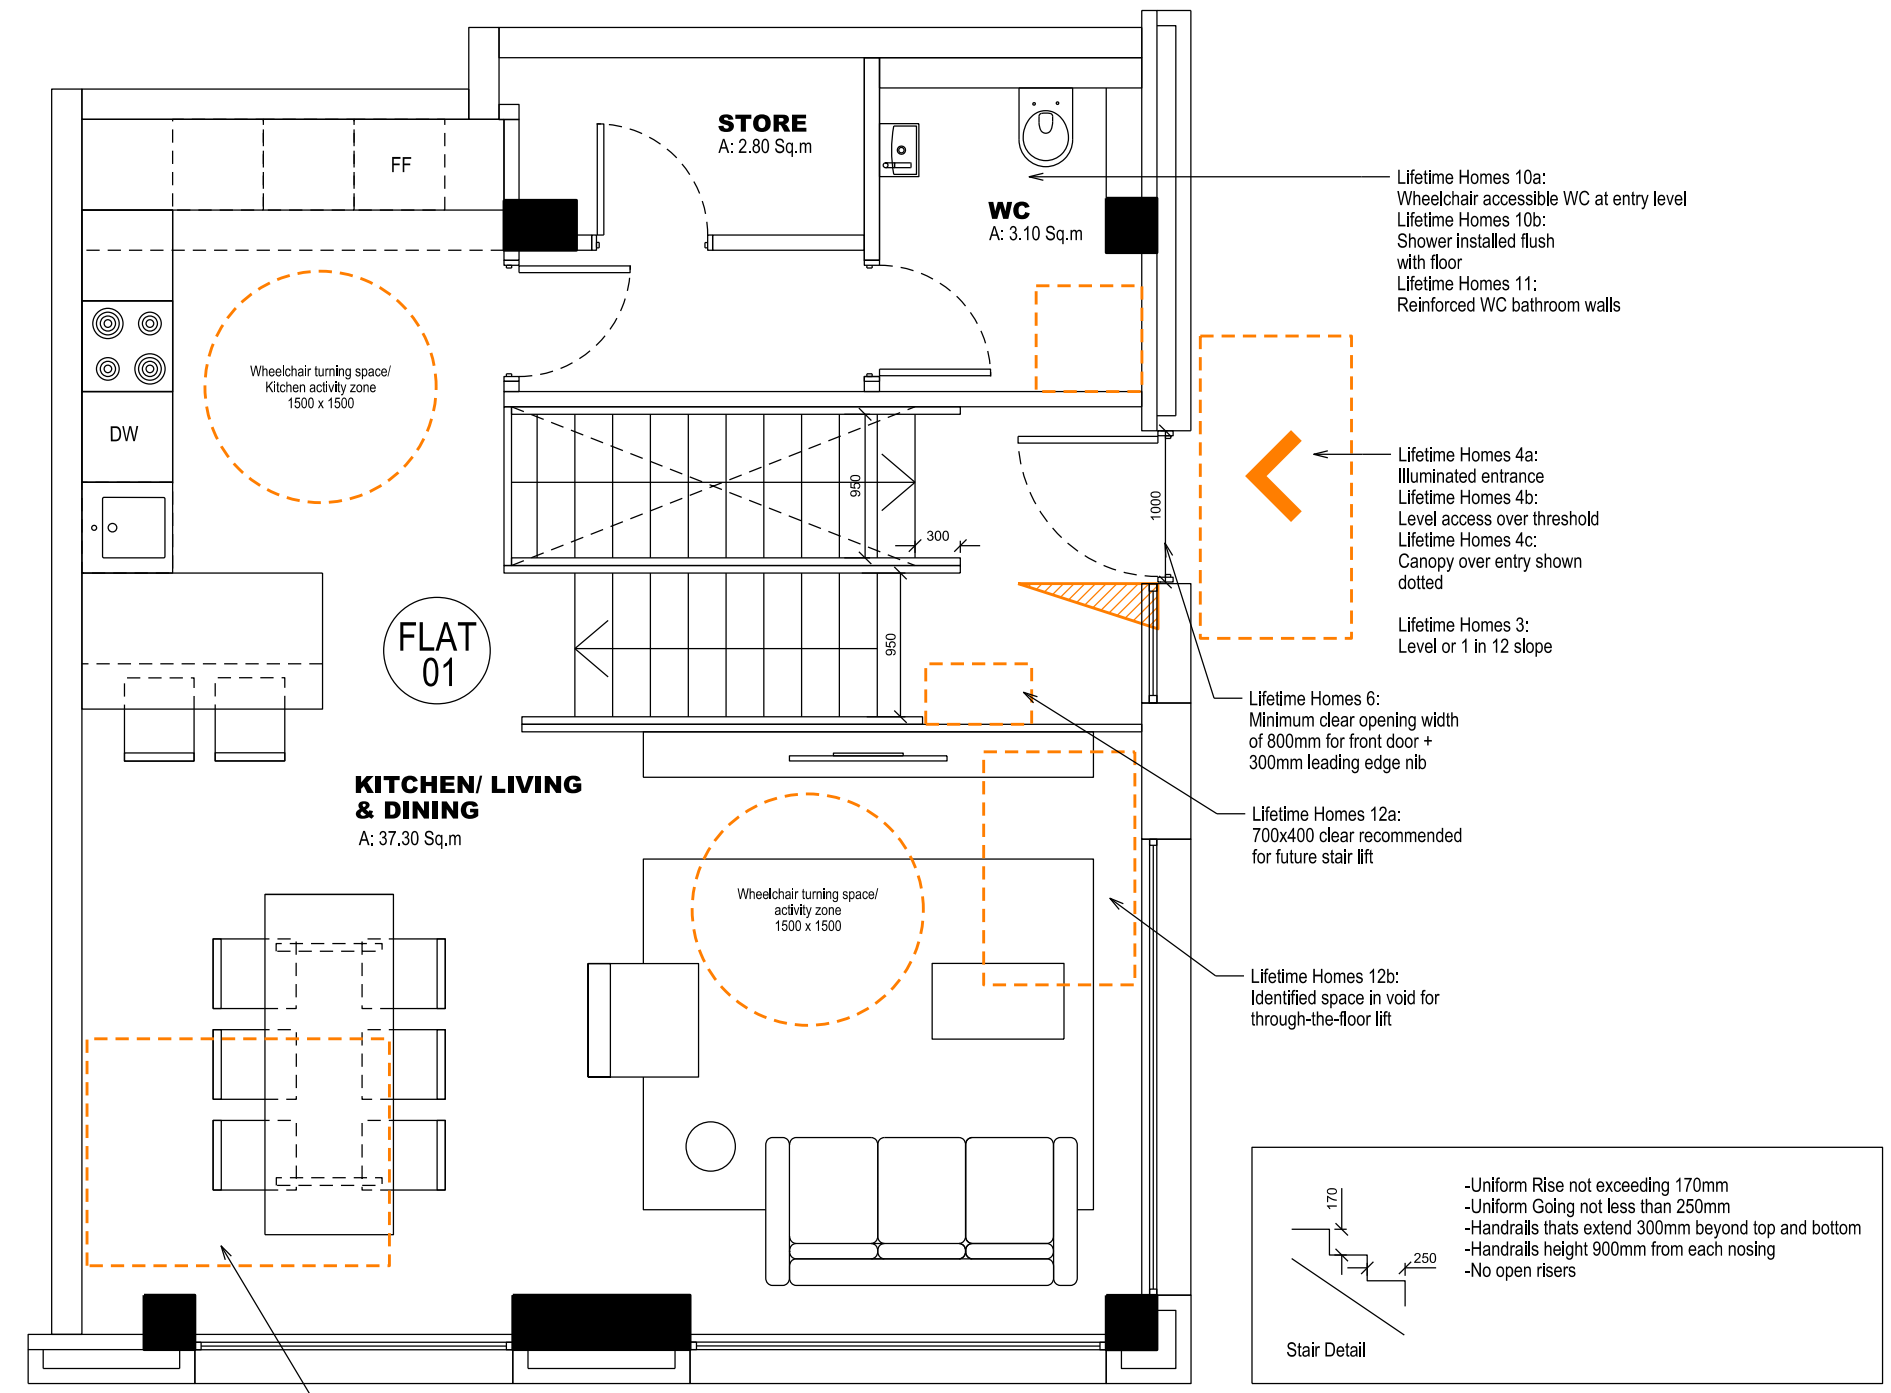 STORE
A: 2.80 Sq.m
FF
WC
A: 3.10 Sq.m
Lifetime Homes 10a:
Wheelchair accessible WC at entry level
Lifetime Homes 10b:
Shower installed flush
with floor
Lifetime Homes 11:
Reinforced WC bathroom walls
Wheelchair turning space/
Kitchen activity zone
1500 x 1500
DW
950
300
1000
Lifetime Homes 4a:
Illuminated entrance
Lifetime Homes 4b:
Level access over threshold
Lifetime Homes 4c:
Canopy over entry shown
dotted
Lifetime Homes 3:
Level or 1 in 12 slope
FLAT
01
950
Lifetime Homes 6:
Minimum clear opening width
of 800mm for front door +
300mm leading edge nib
KITCHEN/ LIVING
& DINING
A: 37.30 Sq.m
Lifetime Homes 12a:
700x400 clear recommended
for future stair lift
Wheelchair turning space/
activity zone
1500 x 1500
Lifetime Homes 12b:
Identified space in void for
through-the-floor lift
170
250
Stair Detail
-Uniform Rise not exceeding 170mm
-Uniform Going not less than 250mm
-Handrails thats extend 300mm beyond top and bottom
-Handrails height 900mm from each nosing
-No open risers